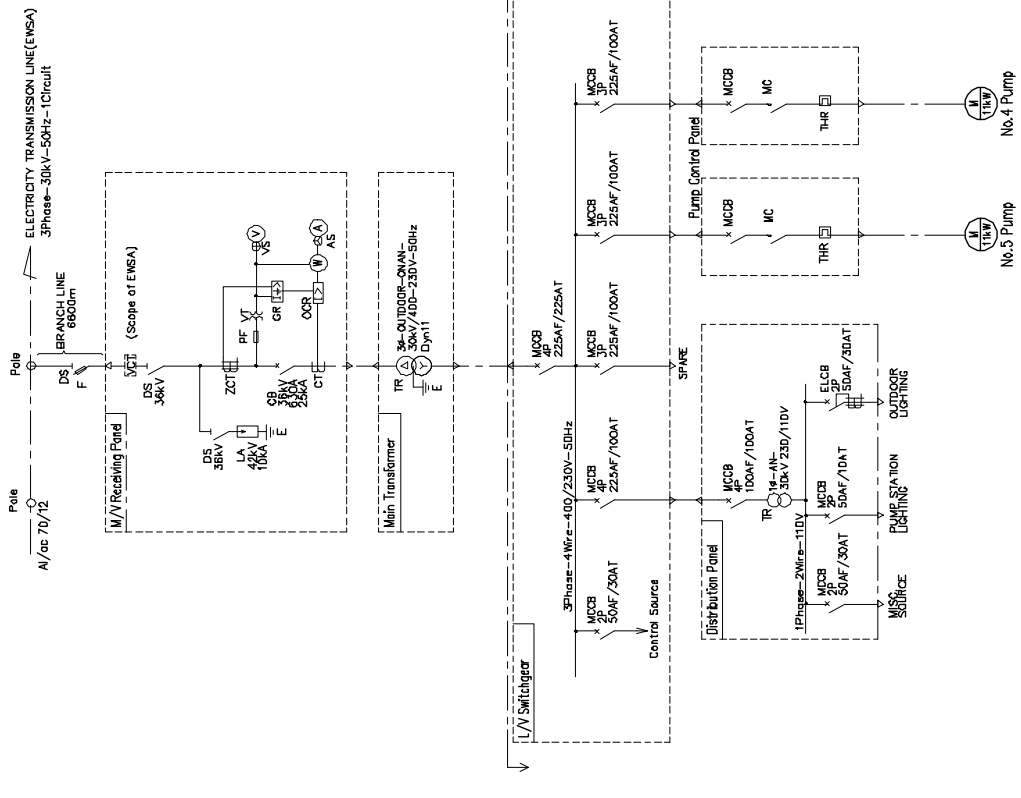 ELECTRICITY TRANSMISSION LINE(EWSA)
3Phase-30kV-50Hz-1Circuit
Pole
Pole
Al/ac 70/12
BRANCH LINE
6600m
DS
F
M/V Receiving Panel
VCT
(Scope of EWSA)
DS
36kV
DS
36kV
LA
42kV
10kA
E
ZCT
PF
VT
GR
OCR
V
VS
W
A
AS
CB
36kV
630A
25kA
CT
Main Transformer
TR
3ø-OUTDOOR-ONAN-
30kV/400-230V-50Hz
Dyn11
E
L/V Switchgear
MCCB
4P
225AF/225AT
3Phase-4Wire-400/230V-50Hz
MCCB
2P
50AF/30AT
Control Source
MCCB
4P
225AF/100AT
MCCB
3P
225AF/100AT
SPARE
MCCB
3P
225AF/100AT
MCCB
3P
225AF/100AT
Distribution Panel
MCCB
4P
100AF/100AT
TR
1ø-AN-
30kV 230/110V
1Phase-2Wire-110V
MCCB
2P
50AF/30AT
MISC
SOURCE
MCCB
2P
50AF/10AT
PUMP STATION
LIGHTING
ELCB
2P
50AF/30AT
OUTDOOR
LIGHTING
Pump Control Panel
MCCB
MC
THR
M
11kW
No.5 Pump
MCCB
MC
THR
M
11kW
No.4 Pump